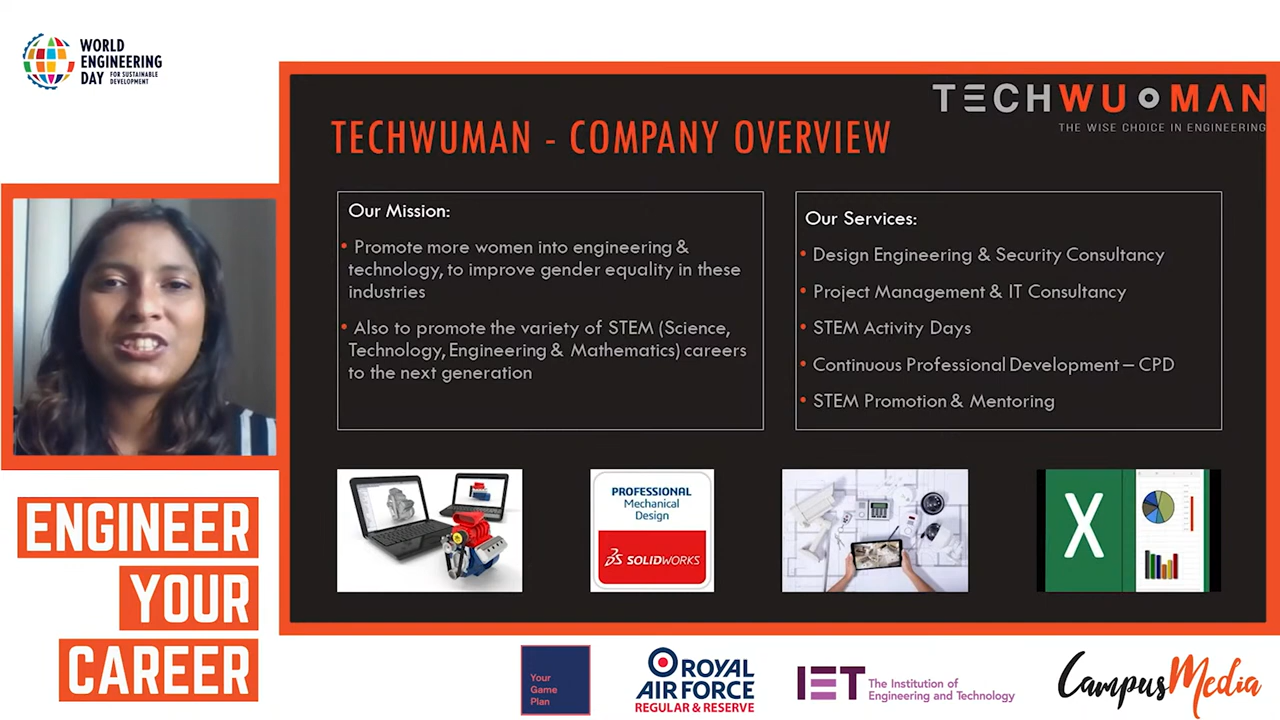 WORLD
ENGINEERING
DAY
FOR SUSTAINABLE
DEVELOPMENT
TECHWUMAN
THE WISE CHOICE IN ENGINEERING
TECHWUMAN - COMPANY OVERVIEW
Our Mission:
• Promote more women into engineering &
technology, to improve gender equality in these
industries
• Also to promote the variety of STEM (Science,
Technology, Engineering & Mathematics) careers
to the next generation
Our Services:
• Design Engineering & Security Consultancy
• Project Management & IT Consultancy
• STEM Activity Days
• Continuous Professional Development – CPD
• STEM Promotion & Mentoring
PROFESSIONAL
Mechanical
Design
SOLIDWORKS
X
ENGINEER
YOUR
CAREER
Your
Game
Plan
ROYAL
AIR FORCE
REGULAR & RESERVE
IET
The Institution of
Engineering and Technology
CampusMedia